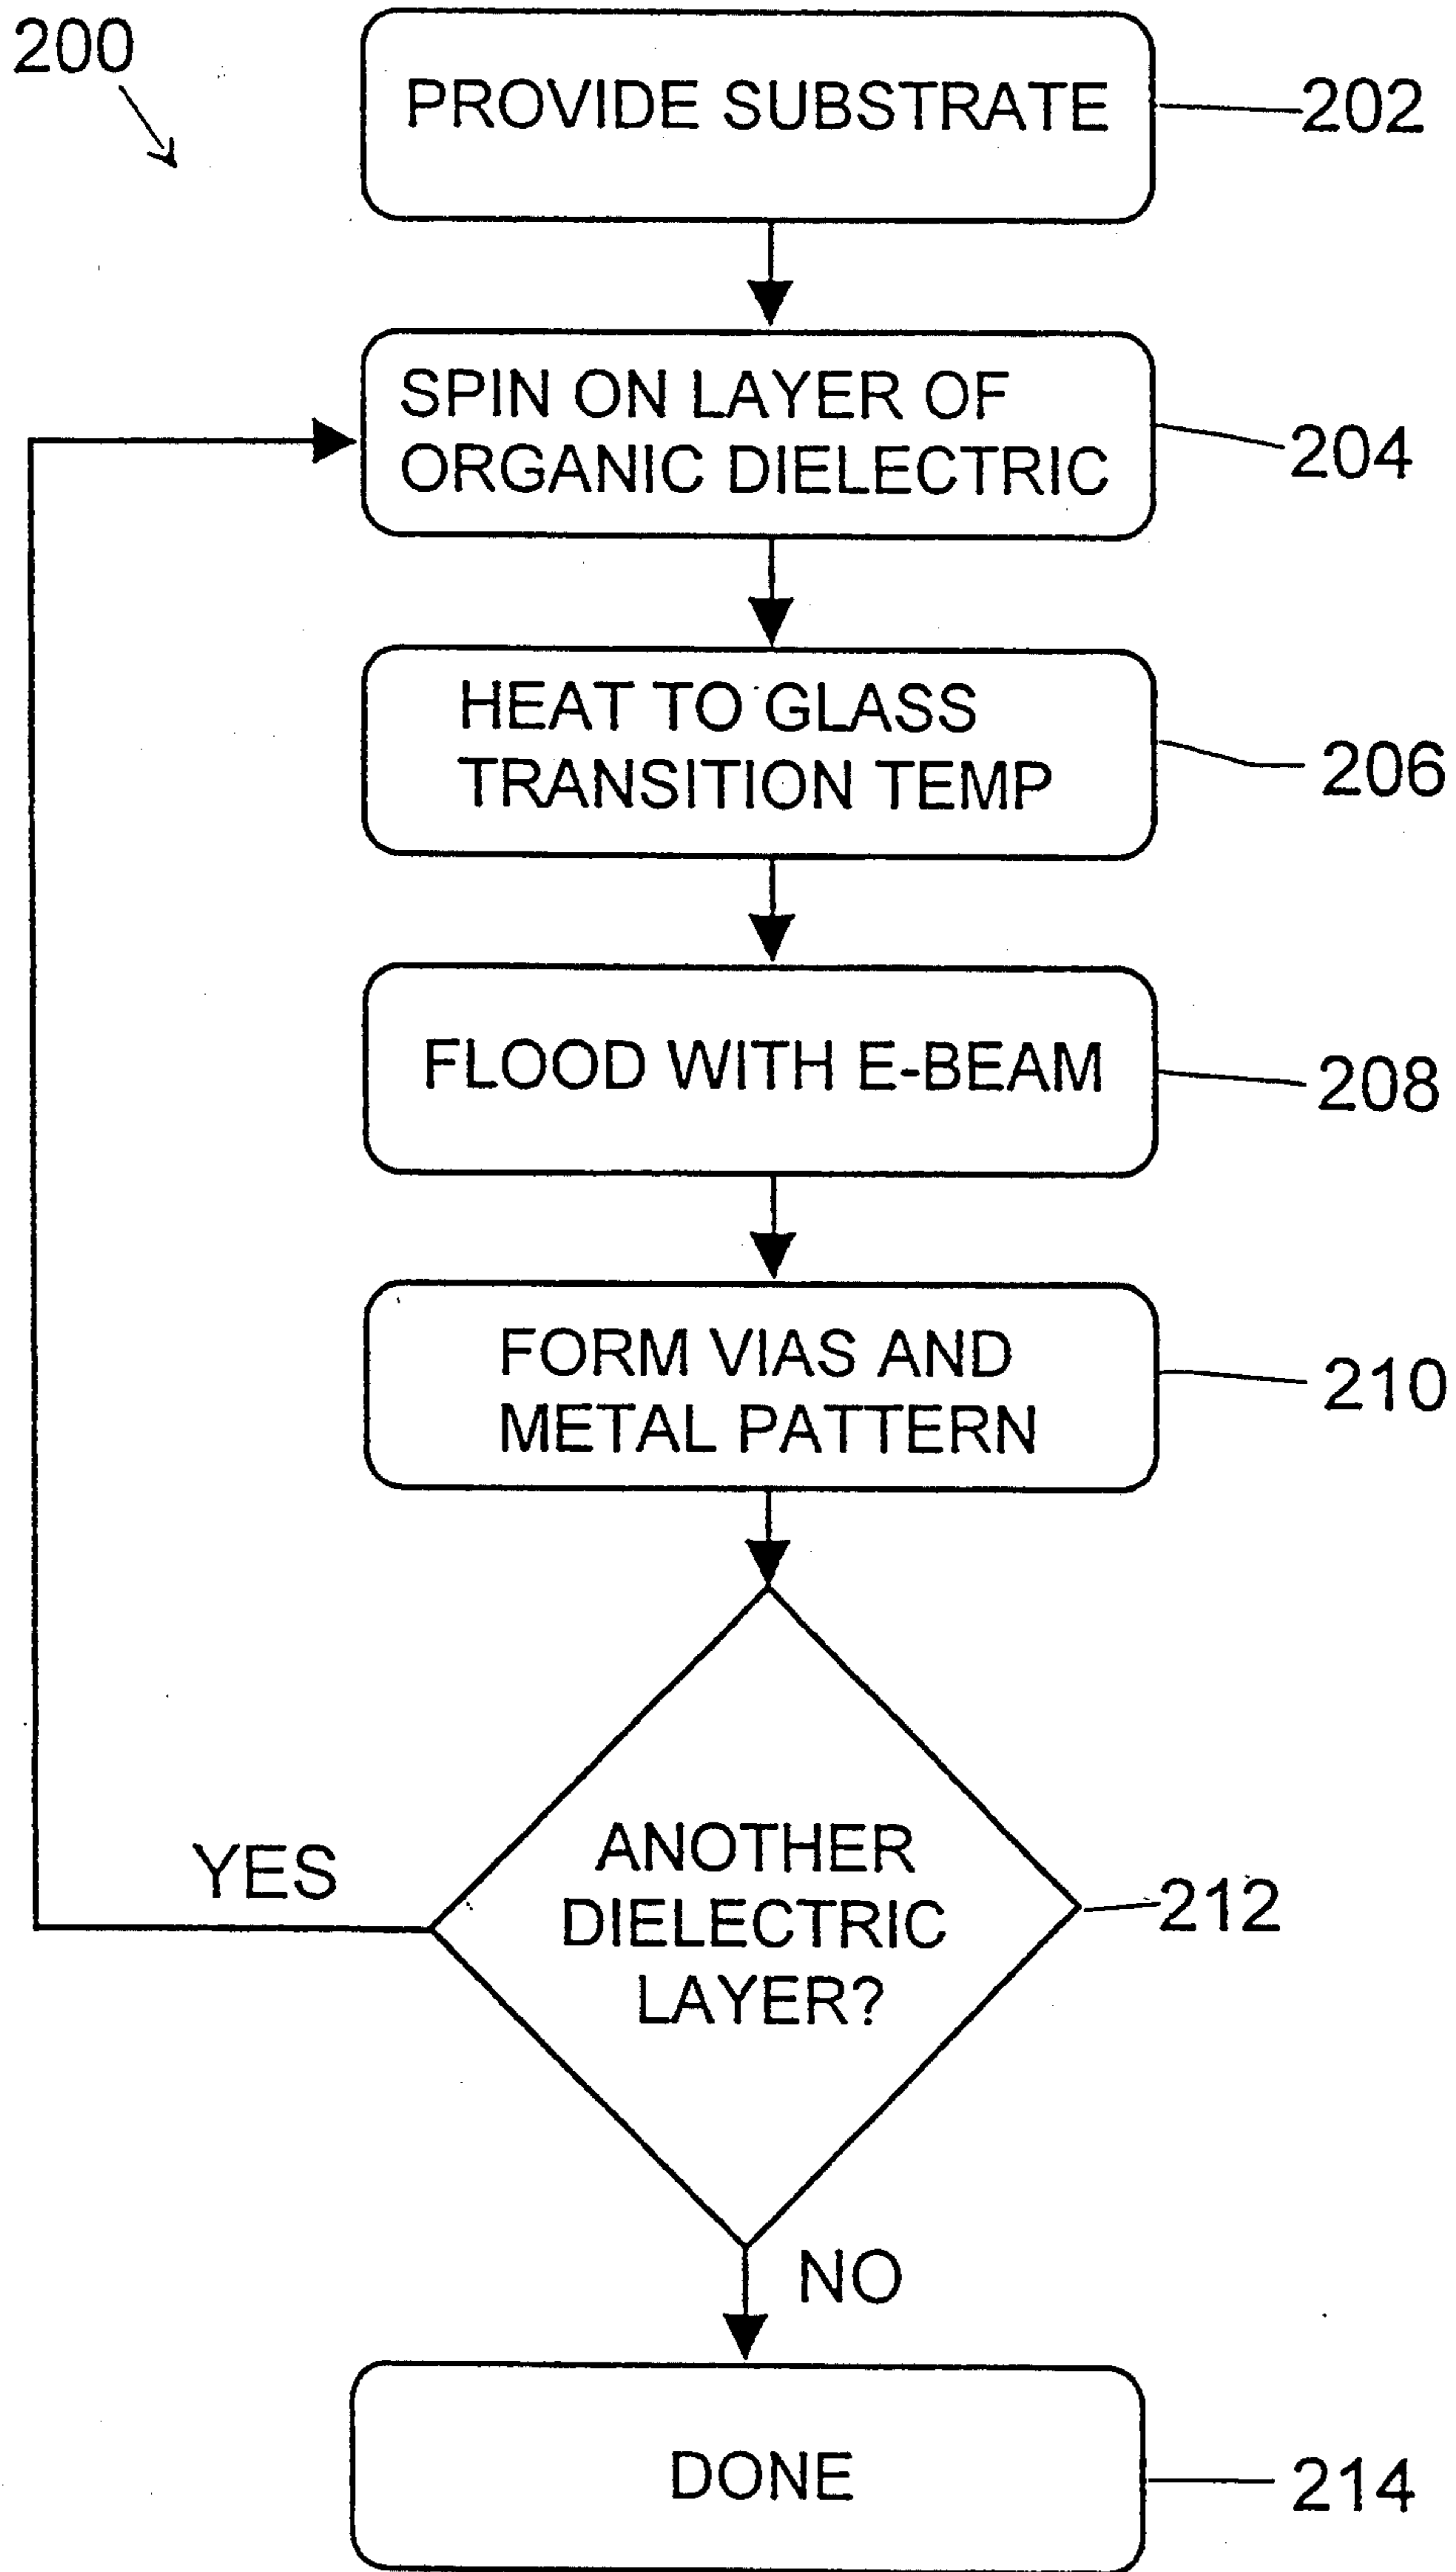 200
PROVIDE SUBSTRATE
202
SPIN ON LAYER OF
ORGANIC DIELECTRIC
204
HEAT TO GLASS
TRANSITION TEMP
206
FLOOD WITH E-BEAM
208
FORM VIAS AND
METAL PATTERN
210
ANOTHER
DIELECTRIC
LAYER?
212
YES
NO
DONE
214